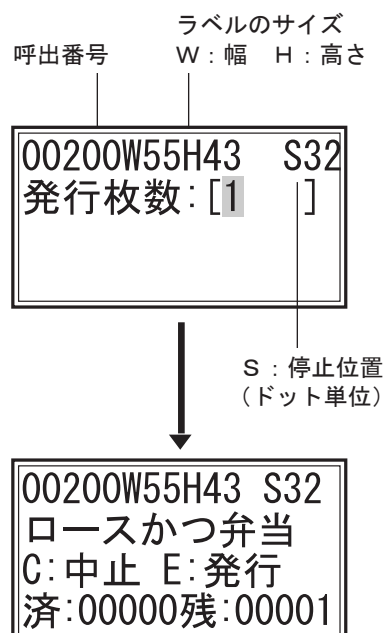 ラベルのサイズ
呼出番号　W：幅　H：高さ
00200W55H43　S32
発行枚数:[1　]
S：停止位置
（ドット単位）
00200W55H43 S32
ロースかつ弁当
C:中止 E:発行
済:00000残:00001